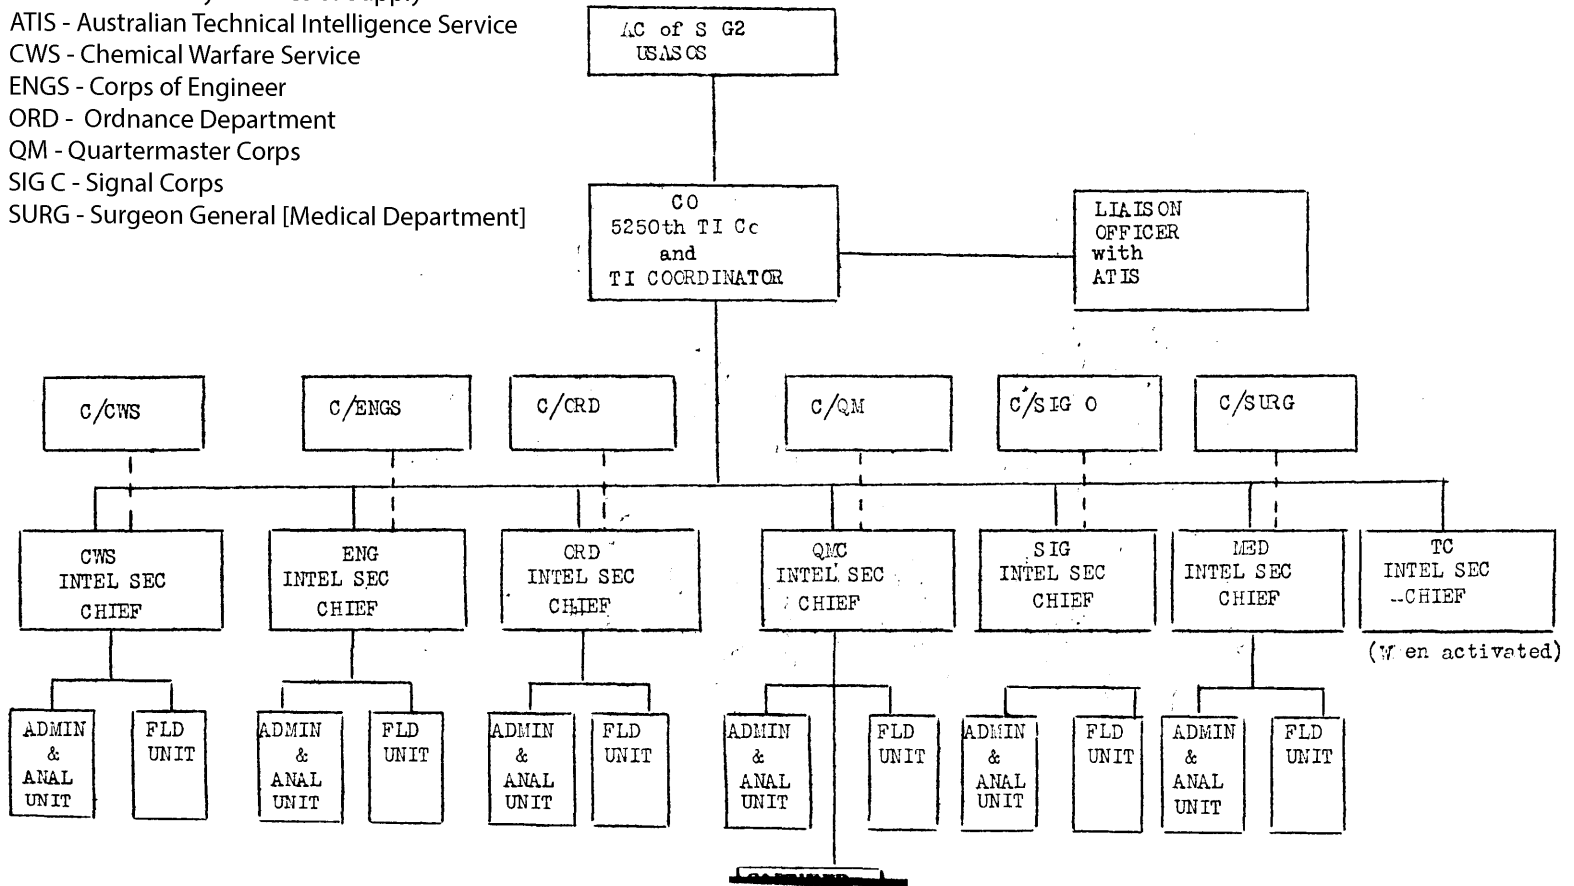 ATIS - Australian Technical Intelligence Service
CWS - Chemical Warfare Service
ENGS - Corps of Engineer
ORD - Ordnance Department
QM - Quartermaster Corps
SIG C - Signal Corps
SURG - Surgeon General [Medical Department]
AC of S G2
USASOS
CO
5250th TI Co
and
TI COORDINATOR
LIAISON
OFFICER
with
ATIS
C/CWS
C/ENGS
C/ORD
C/QM
C/SIG O
C/SURG
CWS
INTEL SEC
CHIEF
ENG
INTEL SEC
CHIEF
ORD
INTEL SEC
CHIEF
QMC
INTEL SEC
CHIEF
SIG
INTEL SEC
CHIEF
MED
INTEL SEC
CHIEF
TC
INTEL SEC
CHIEF
(W en activated)
ADMIN
&
ANAL
UNIT
FLD
UNIT
ADMIN
&
ANAL
UNIT
FLD
UNIT
ADMIN
&
ANAL
UNIT
FLD
UNIT
ADMIN
&
ANAL
UNIT
FLD
UNIT
ADMIN
&
ANAL
UNIT
FLD
UNIT
ADMIN
&
ANAL
UNIT
FLD
UNIT